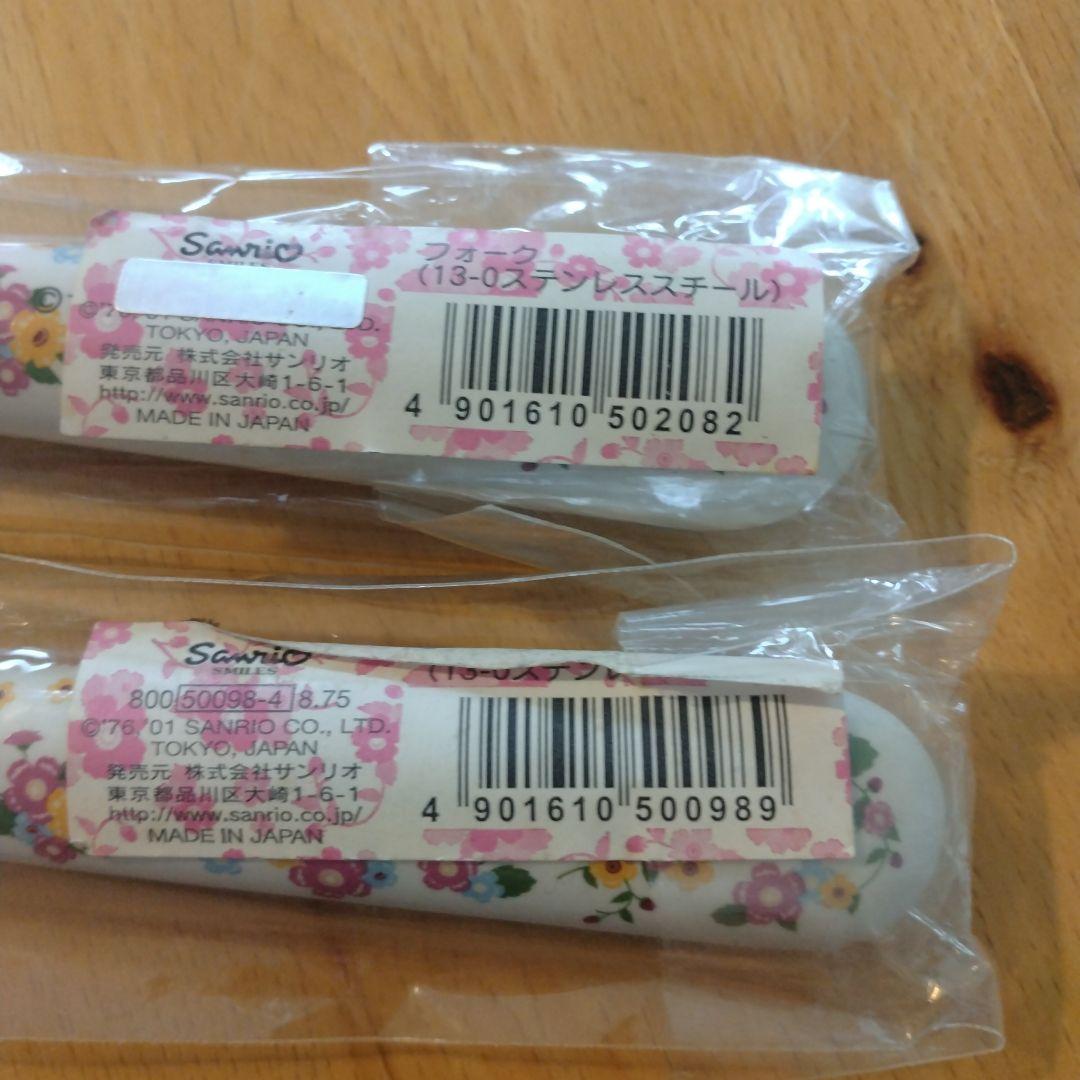 Sanrio
フォーク
(13-0ステンレススチール)
TOKYO, JAPAN
発売元 株式会社サンリオ
東京都品川区大崎1-6-1
http://www.sanrio.co.jp/
MADE IN JAPAN
4 901610 502082
Sanrio
SMILES
800 50098-4 8.75
©'76,'01 SANRIO CO., LTD.
TOKYO, JAPAN
発売元 株式会社サンリオ
東京都品川区大崎1-6-1
http://www.sanrio.co.jp/
MADE IN JAPAN
(13-0ステン
4 901610 500989